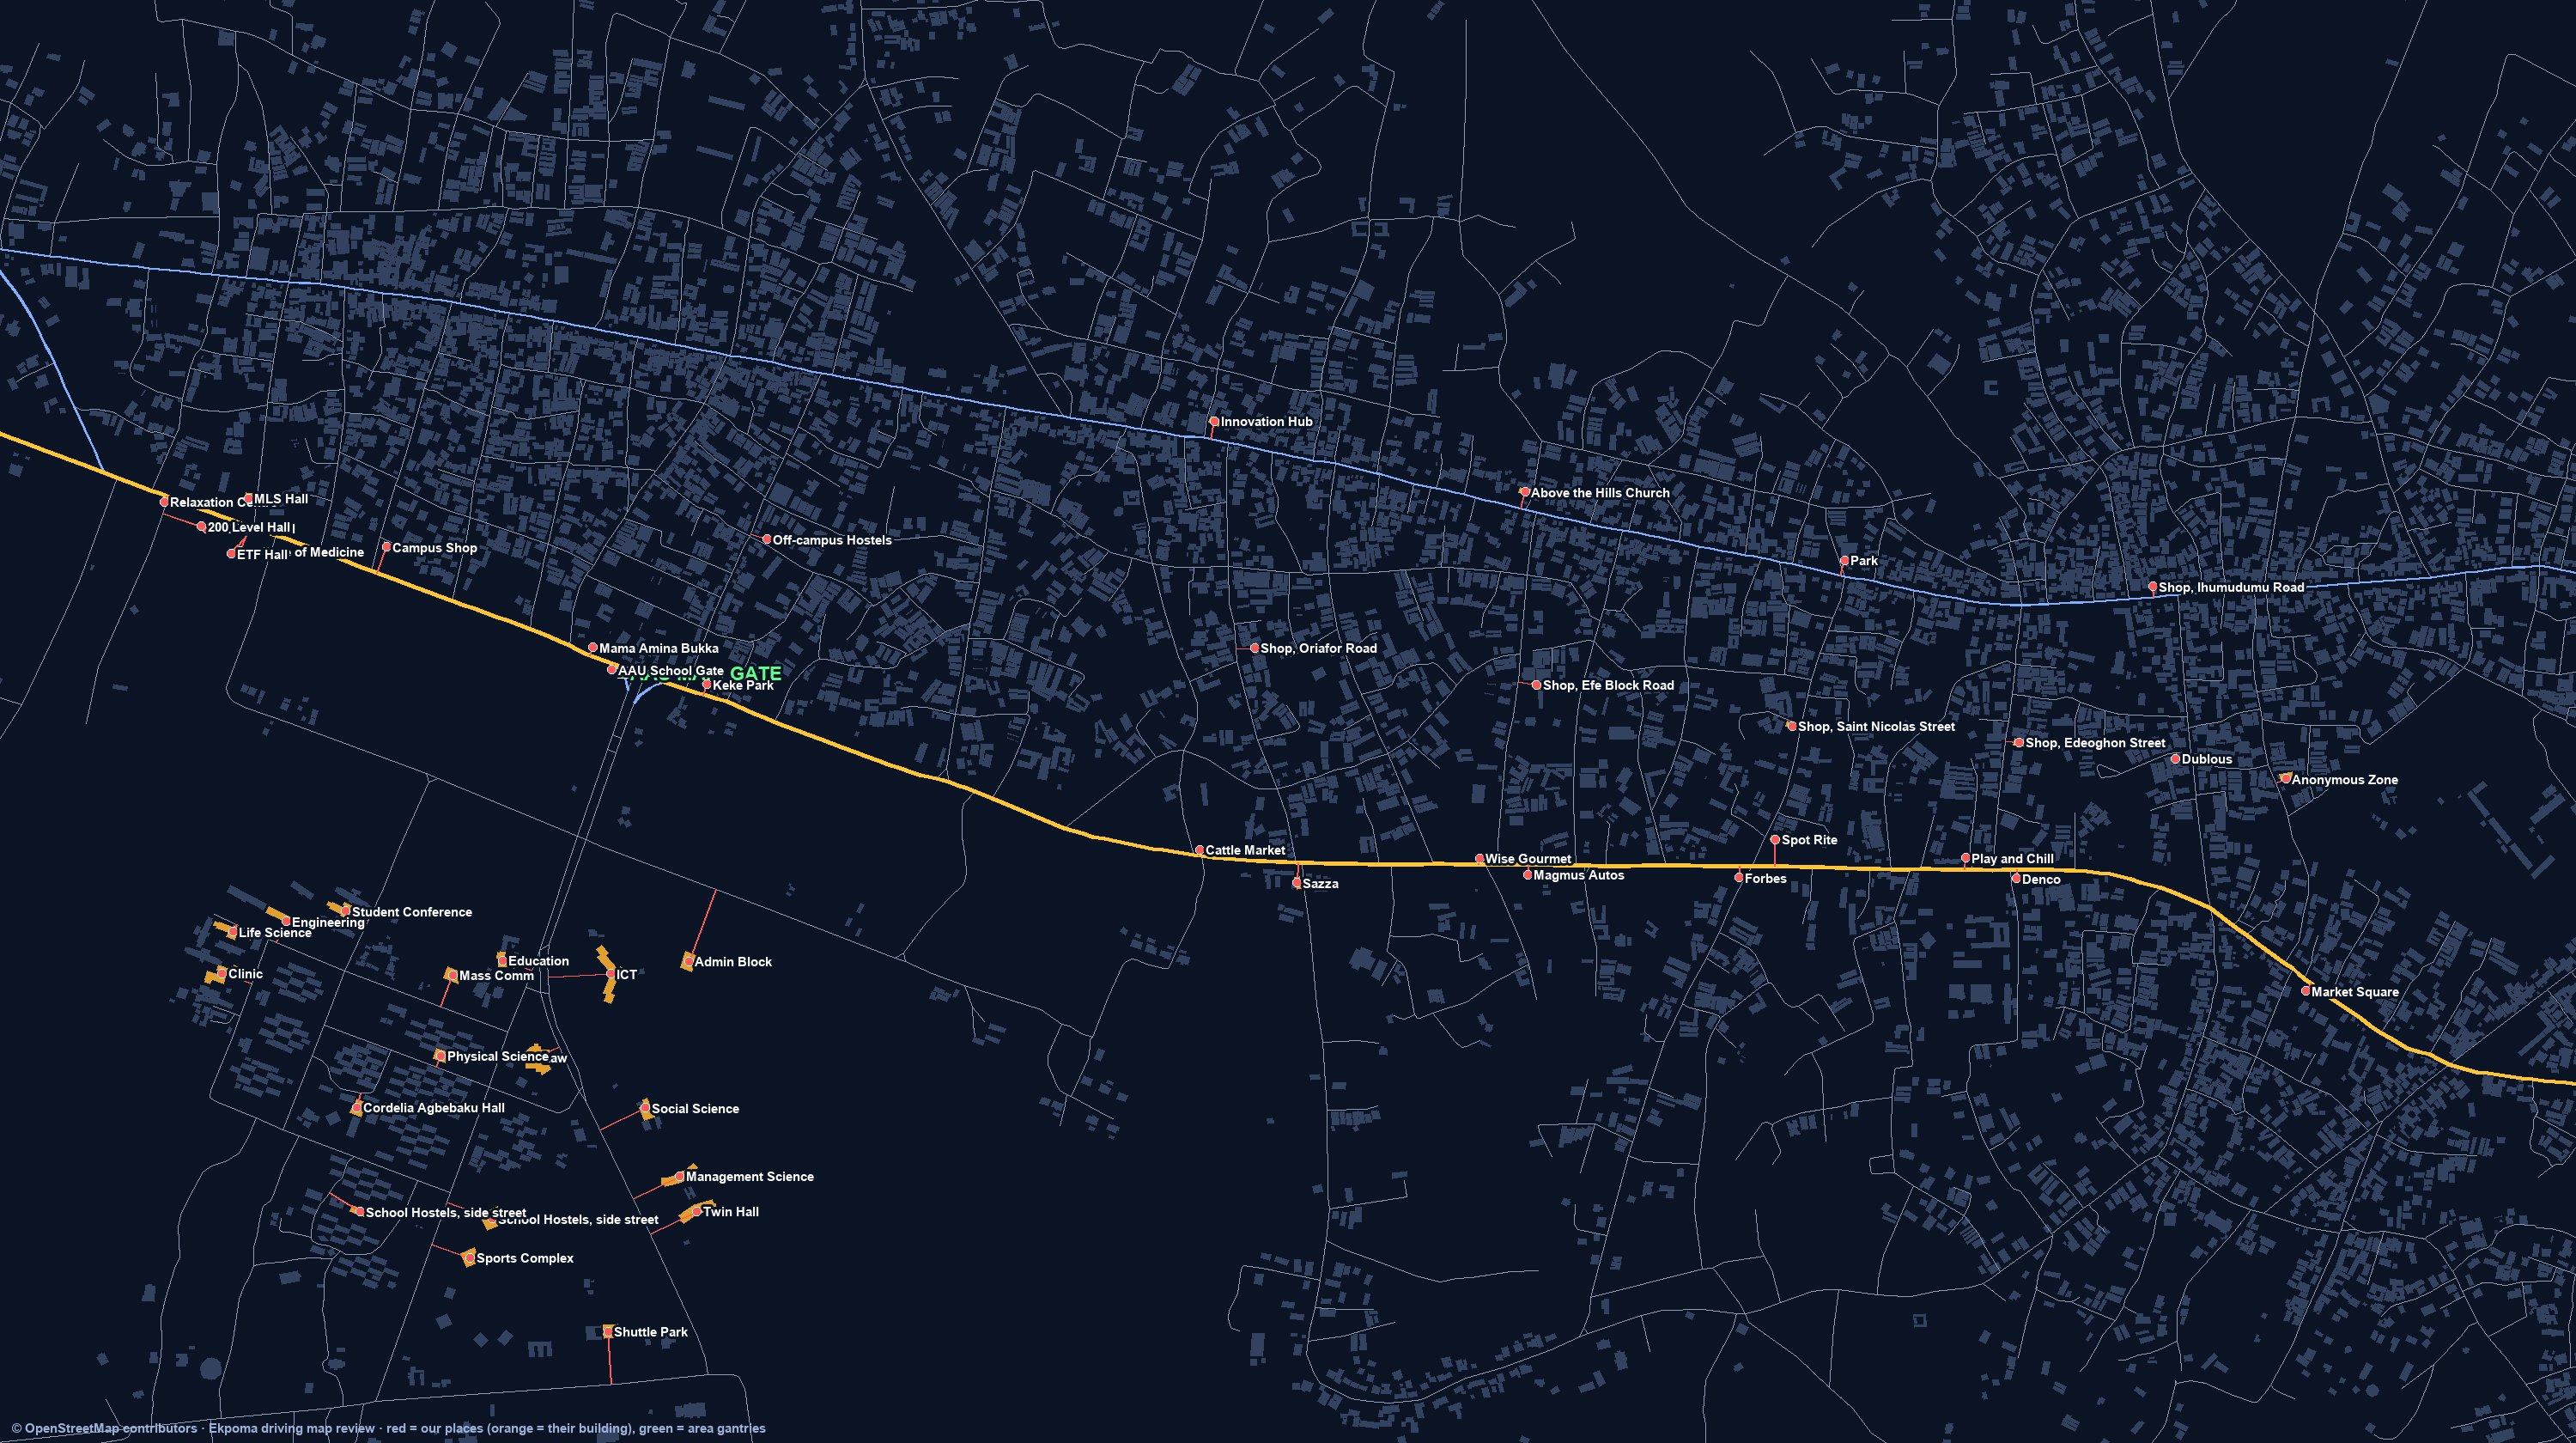 Innovation Hub
Above the Hills Church
Relaxation
MLS Hall
200 Level Hall
ETF Hall
of Medicine
Campus Shop
Off-campus Hostels
Park
Shop, Ihumudumu Road
Mama Amina Bukka
AAU School Gate
GATE
Keke Park
Shop, Oriafor Road
Shop, Efe Block Road
Shop, Saint Nicolas Street
Shop, Edeoghon Street
Dublous
Anonymous Zone
Cattle Market
Sazza
Wise Gourmet
Magmus Autos
Spot Rite
Forbes
Play and Chill
Denco
Student Conference
Engineering
Life Science
Education
Mass Comm
Clinic
ICT
Admin Block
Market Square
Physical Science
aw
Cordelia Agbebaku Hall
Social Science
Management Science
School Hostels, side street
School Hostels, side street
Twin Hall
Sports Complex
Shuttle Park
© OpenStreetMap contributors · Ekpoma driving map review · red = our places (orange = their building), green = area gantries